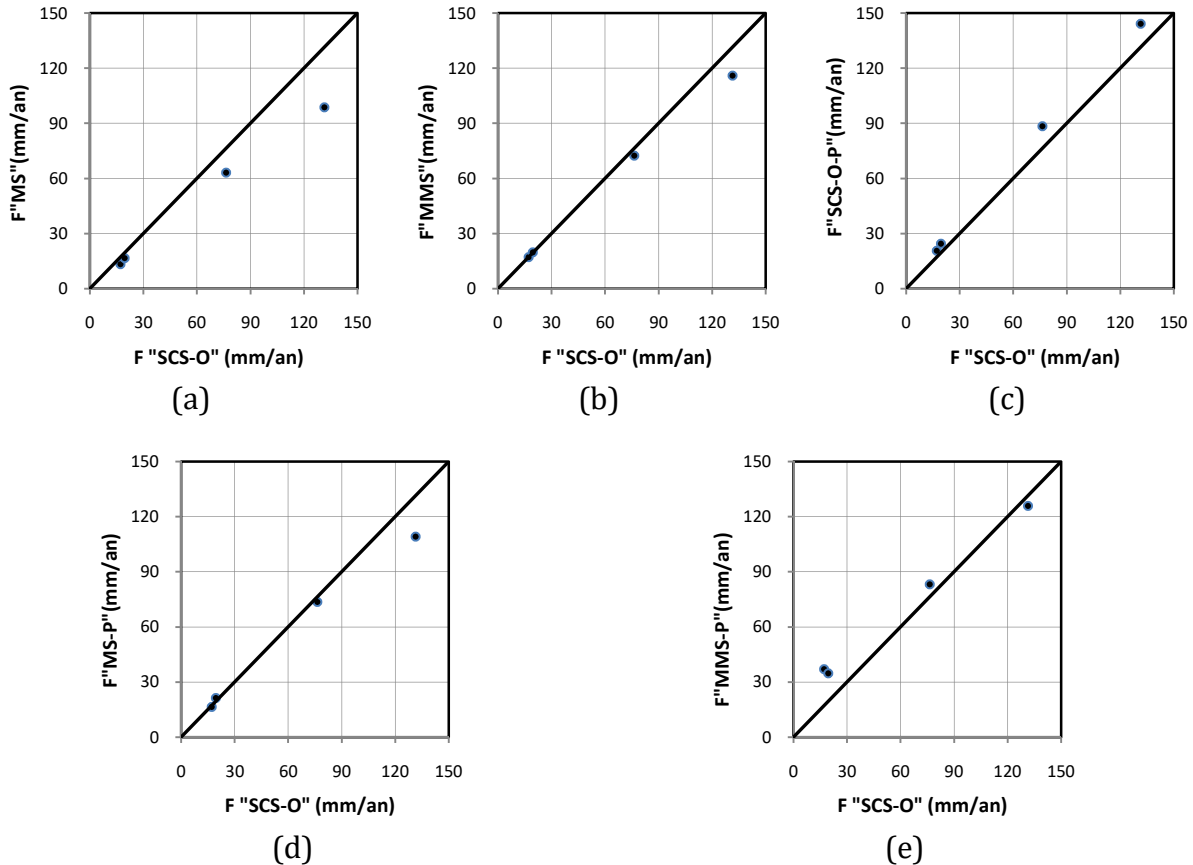 150
120
90
60
30
0
F"MS"(mm/an)
0 30 60 90 120 150
F "SCS-O" (mm/an)
(a)
150
120
90
60
30
0
F"MMS"(mm/an)
0 30 60 90 120 150
F "SCS-O" (mm/an)
(b)
150
120
90
60
30
0
F"SCS-O-P"(mm/an)
0 30 60 90 120 150
F "SCS-O" (mm/an)
(c)
150
120
90
60
30
0
F"MS-P"(mm/an)
0 30 60 90 120 150
F "SCS-O" (mm/an)
(d)
150
120
90
60
30
0
F"MMS-P"(mm/an)
0 30 60 90 120 150
F "SCS-O" (mm/an)
(e)